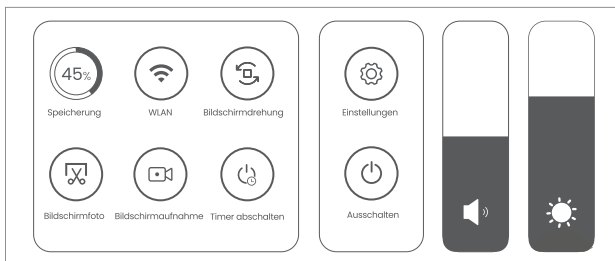 45%
Speicherung
WLAN
Bildschirmdrehung
Einstellungen
Bildschirmfoto
Bildschirmaufnahme
Timer abschalten
Ausschalten